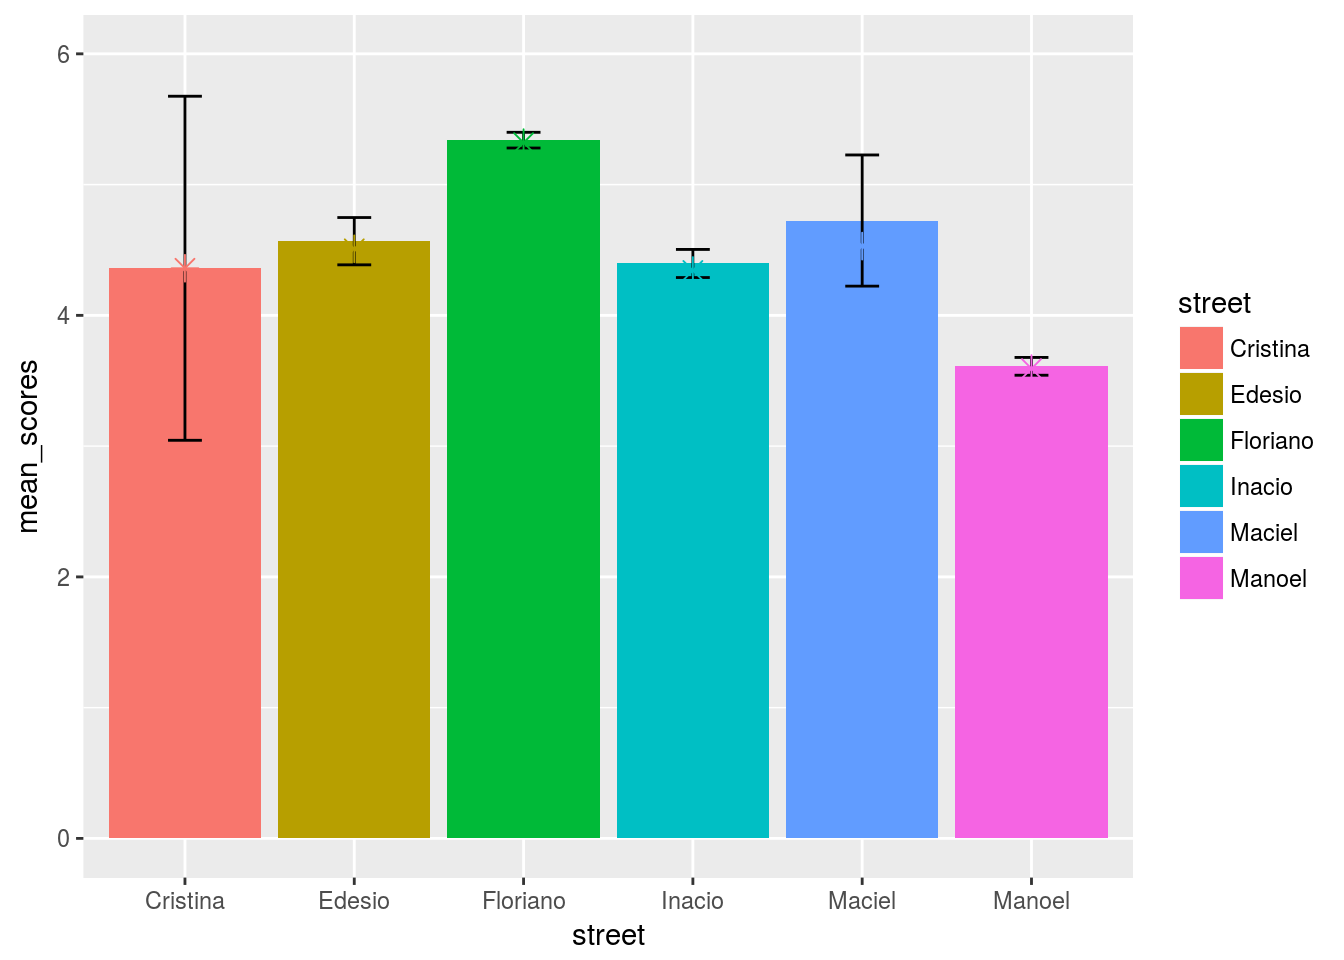 6
4
2
0
mean_scores
Cristina Edesio Floriano Inacio Maciel Manoel
street
street
Cristina
Edesio
Floriano
Inacio
Maciel
Manoel